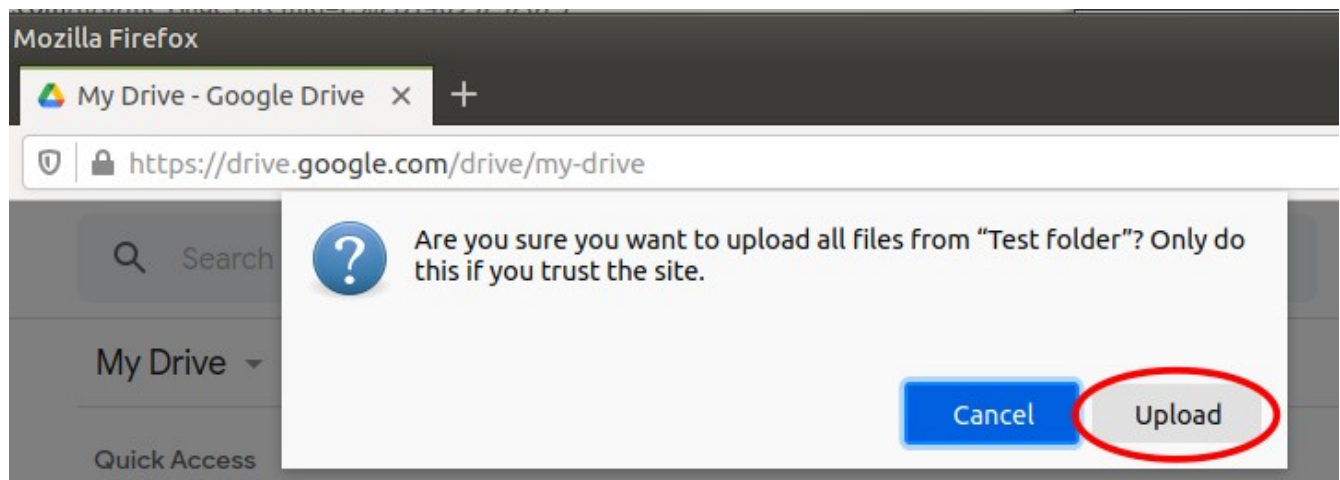 Mozilla Firefox
My Drive - Google Drive
https://drive.google.com/drive/my-drive
Search
Are you sure you want to upload all files from “Test folder”? Only do
this if you trust the site.
My Drive
Cancel Upload
Quick Access